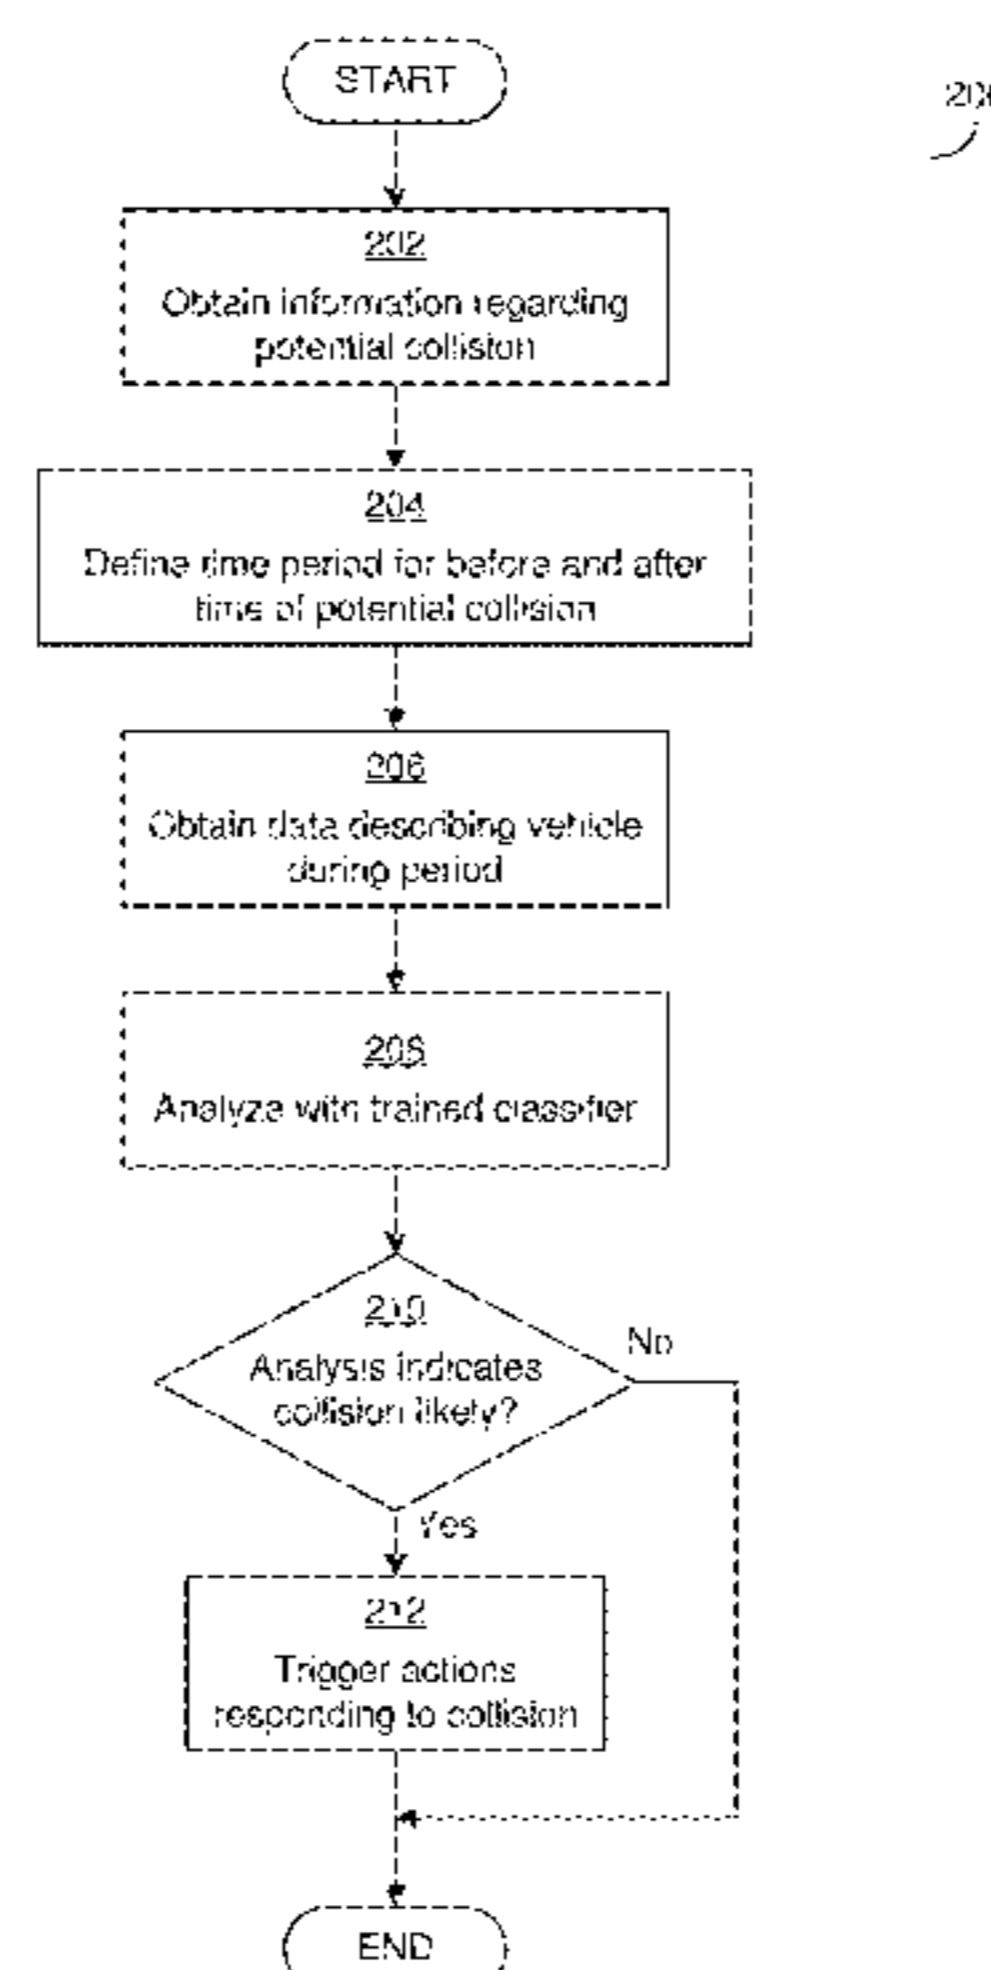 START
202
Obtain information regarding
potential collision
204
Define time period for before and after
time of potential collision
206
Obtain data describing vehicle
during period
208
Analyze with trained classifier
210
Analysis indicates
collision likely?
No
Yes
212
Trigger actions
responding to collision
END